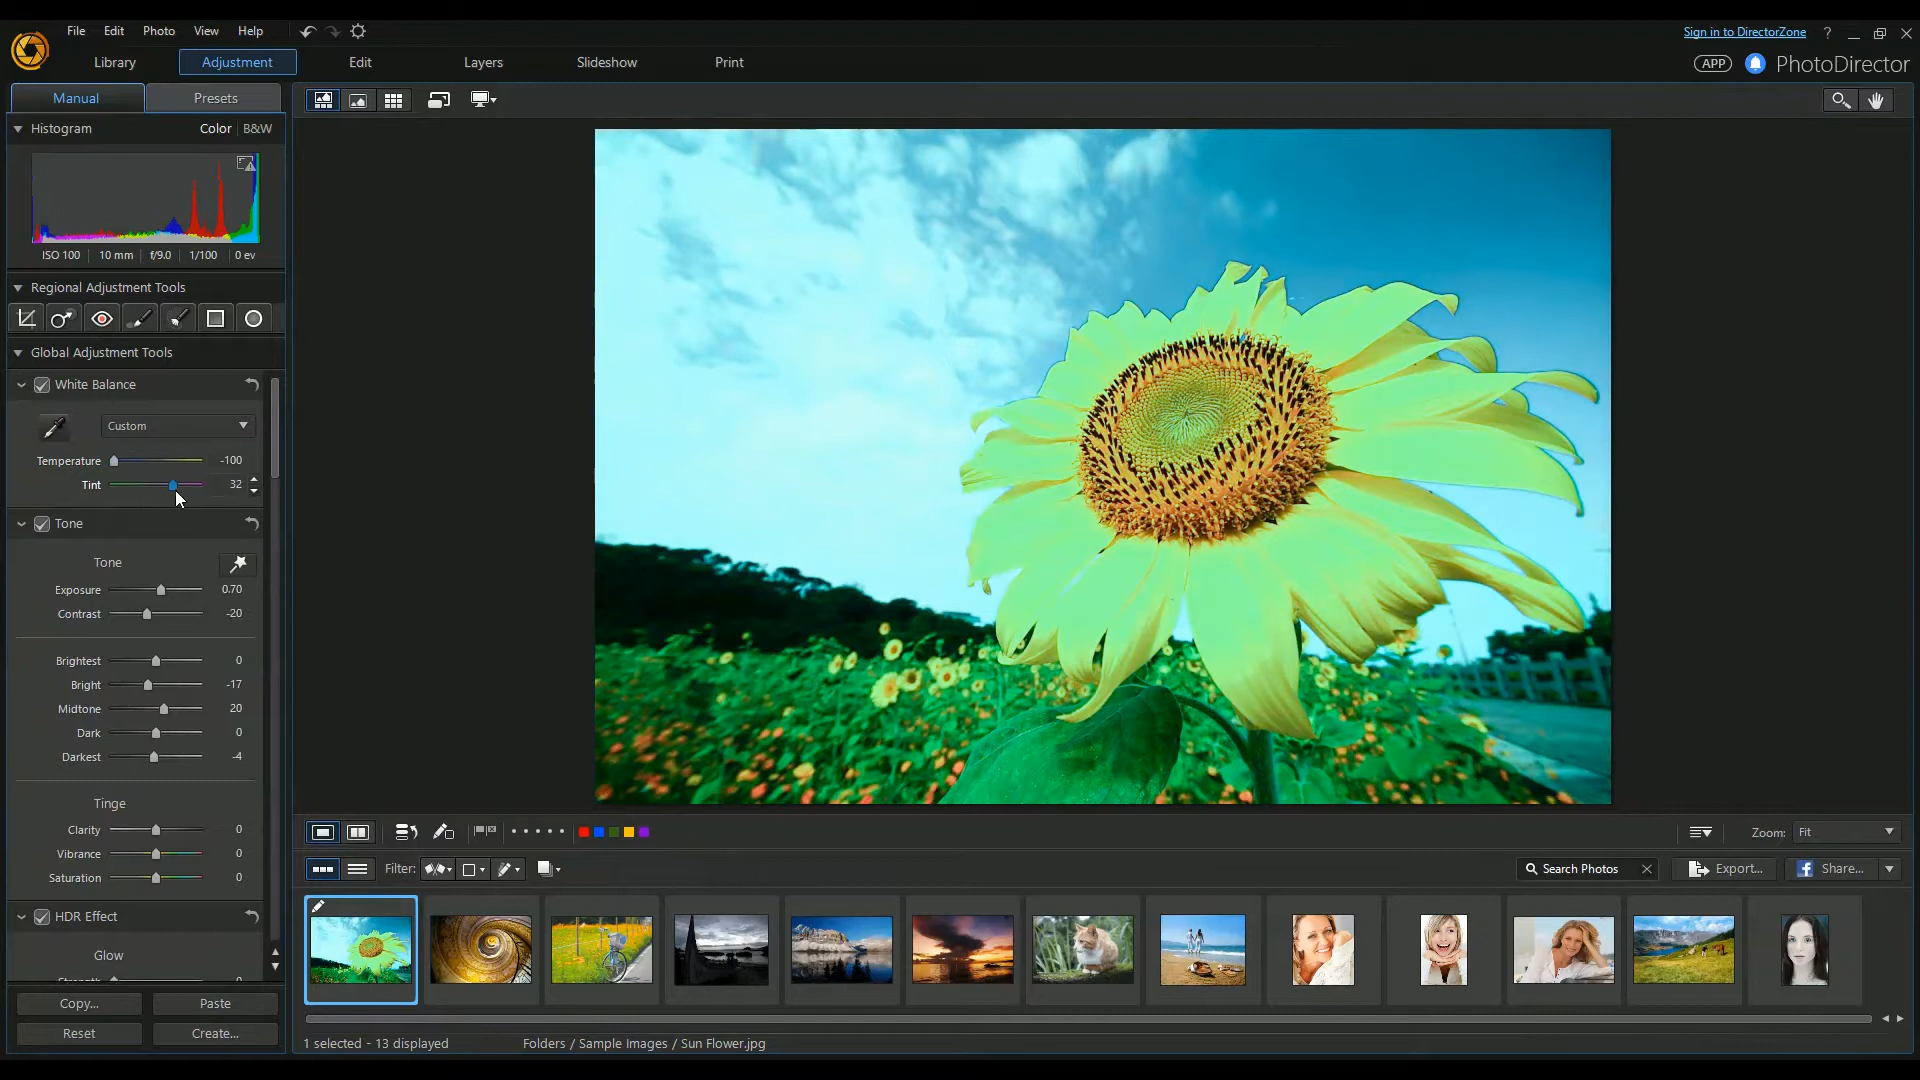 File Edit Photo View Help
Sign in to DirectorZone ?
Library Adjustment Edit Layers Slideshow Print
APP PhotoDirector
Manual Presets
Histogram Color | B&W
ISO 100 10 mm f/9.0 1/100 0 ev
Regional Adjustment Tools
Global Adjustment Tools
White Balance
Custom
Temperature -100
Tint 32
Tone
Tone
Exposure 0.70
Contrast -20
Brightest 0
Bright -17
Midtone 20
Dark 0
Darkest -4
Tinge
Clarity 0
Vibrance 0
Saturation 0
HDR Effect
Glow
Copy... Paste
Reset Create...
Zoom: Fit
Filter: Search Photos Export... Share...
1 selected - 13 displayed Folders / Sample Images / Sun Flower.jpg